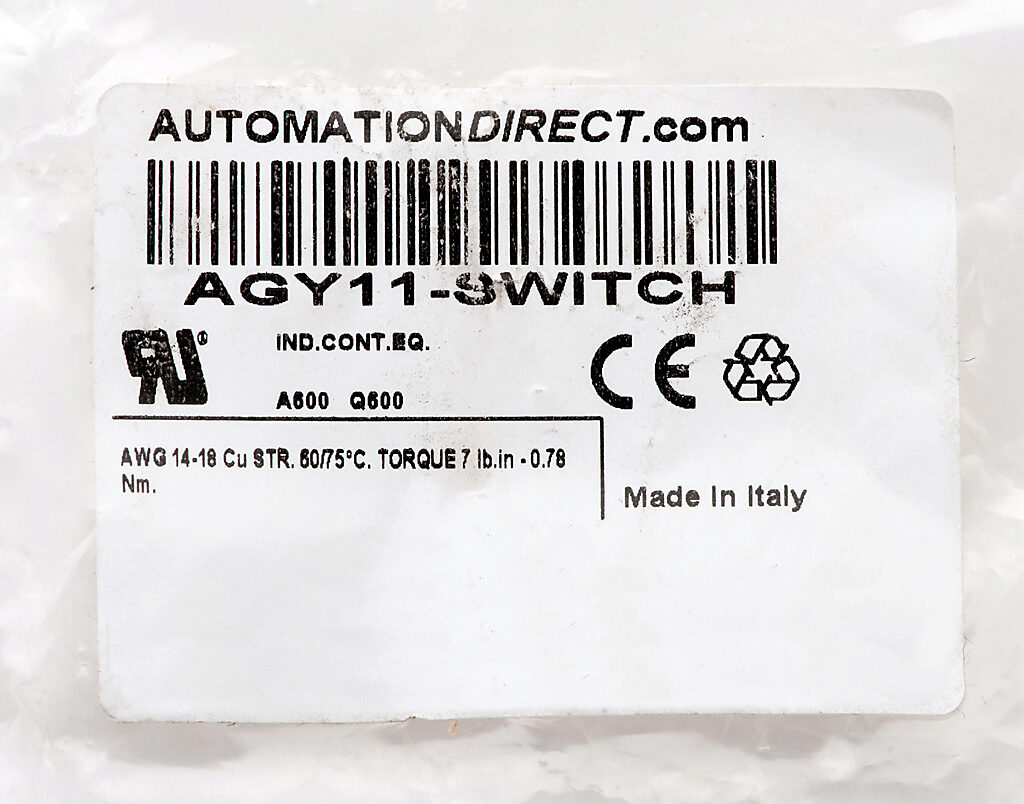 AUTOMATIONDIRECT.com
AGY11-SWITCH
RU®
IND.CONT.EQ.
CE
A600 Q600
AWG 14-18 Cu STR. 60/75°C. TORQUE 7 lb.in - 0.78
Nm.
Made In Italy